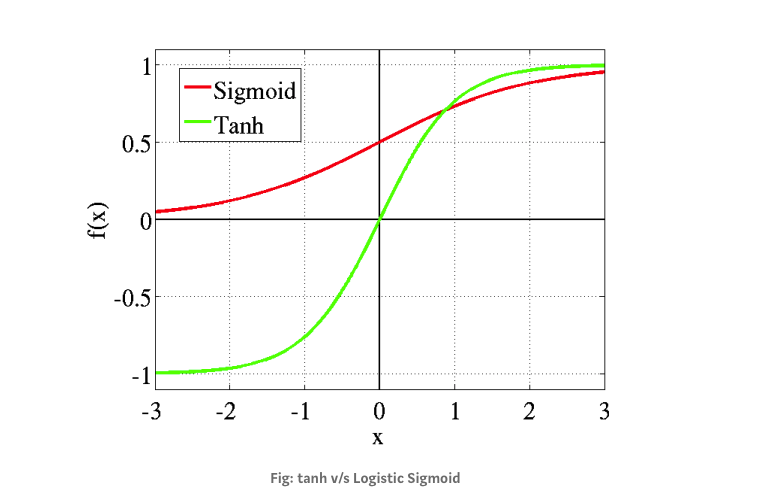 1
Sigmoid
Tanh
0.5
f(x)
0
-0.5
-1
-3 -2 -1 0 1 2 3
x
Fig: tanh v/s Logistic Sigmoid